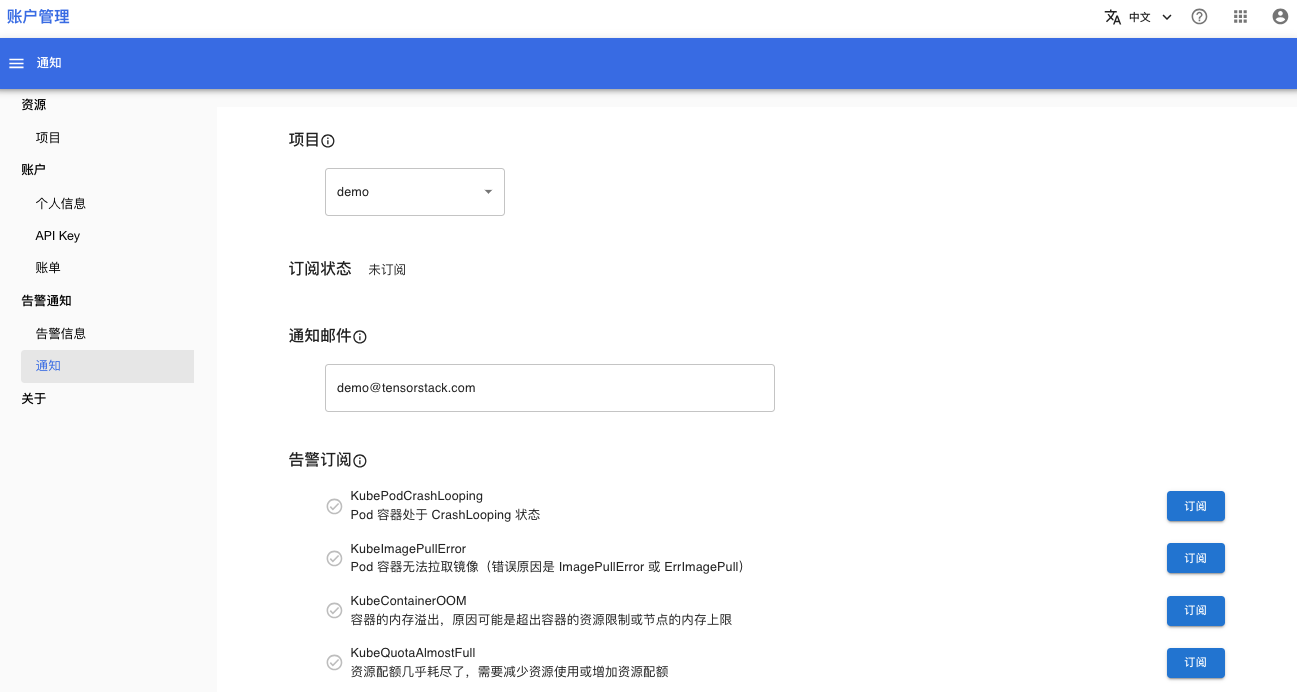 账户管理
中文
通知
资源
项目
账户
个人信息
API Key
账单
告警通知
告警信息
通知
关于
项目
demo
订阅状态 未订阅
通知邮件
demo@tensorstack.com
告警订阅
KubePodCrashLooping
Pod 容器处于 CrashLooping 状态
订阅
KubeImagePullError
Pod 容器无法拉取镜像（错误原因是 ImagePullError 或 ErrImagePull）
订阅
KubeContainerOOM
容器的内存溢出，原因可能是超出容器的资源限制或节点的内存上限
订阅
KubeQuotaAlmostFull
资源配额几乎耗尽了，需要减少资源使用或增加资源配额
订阅